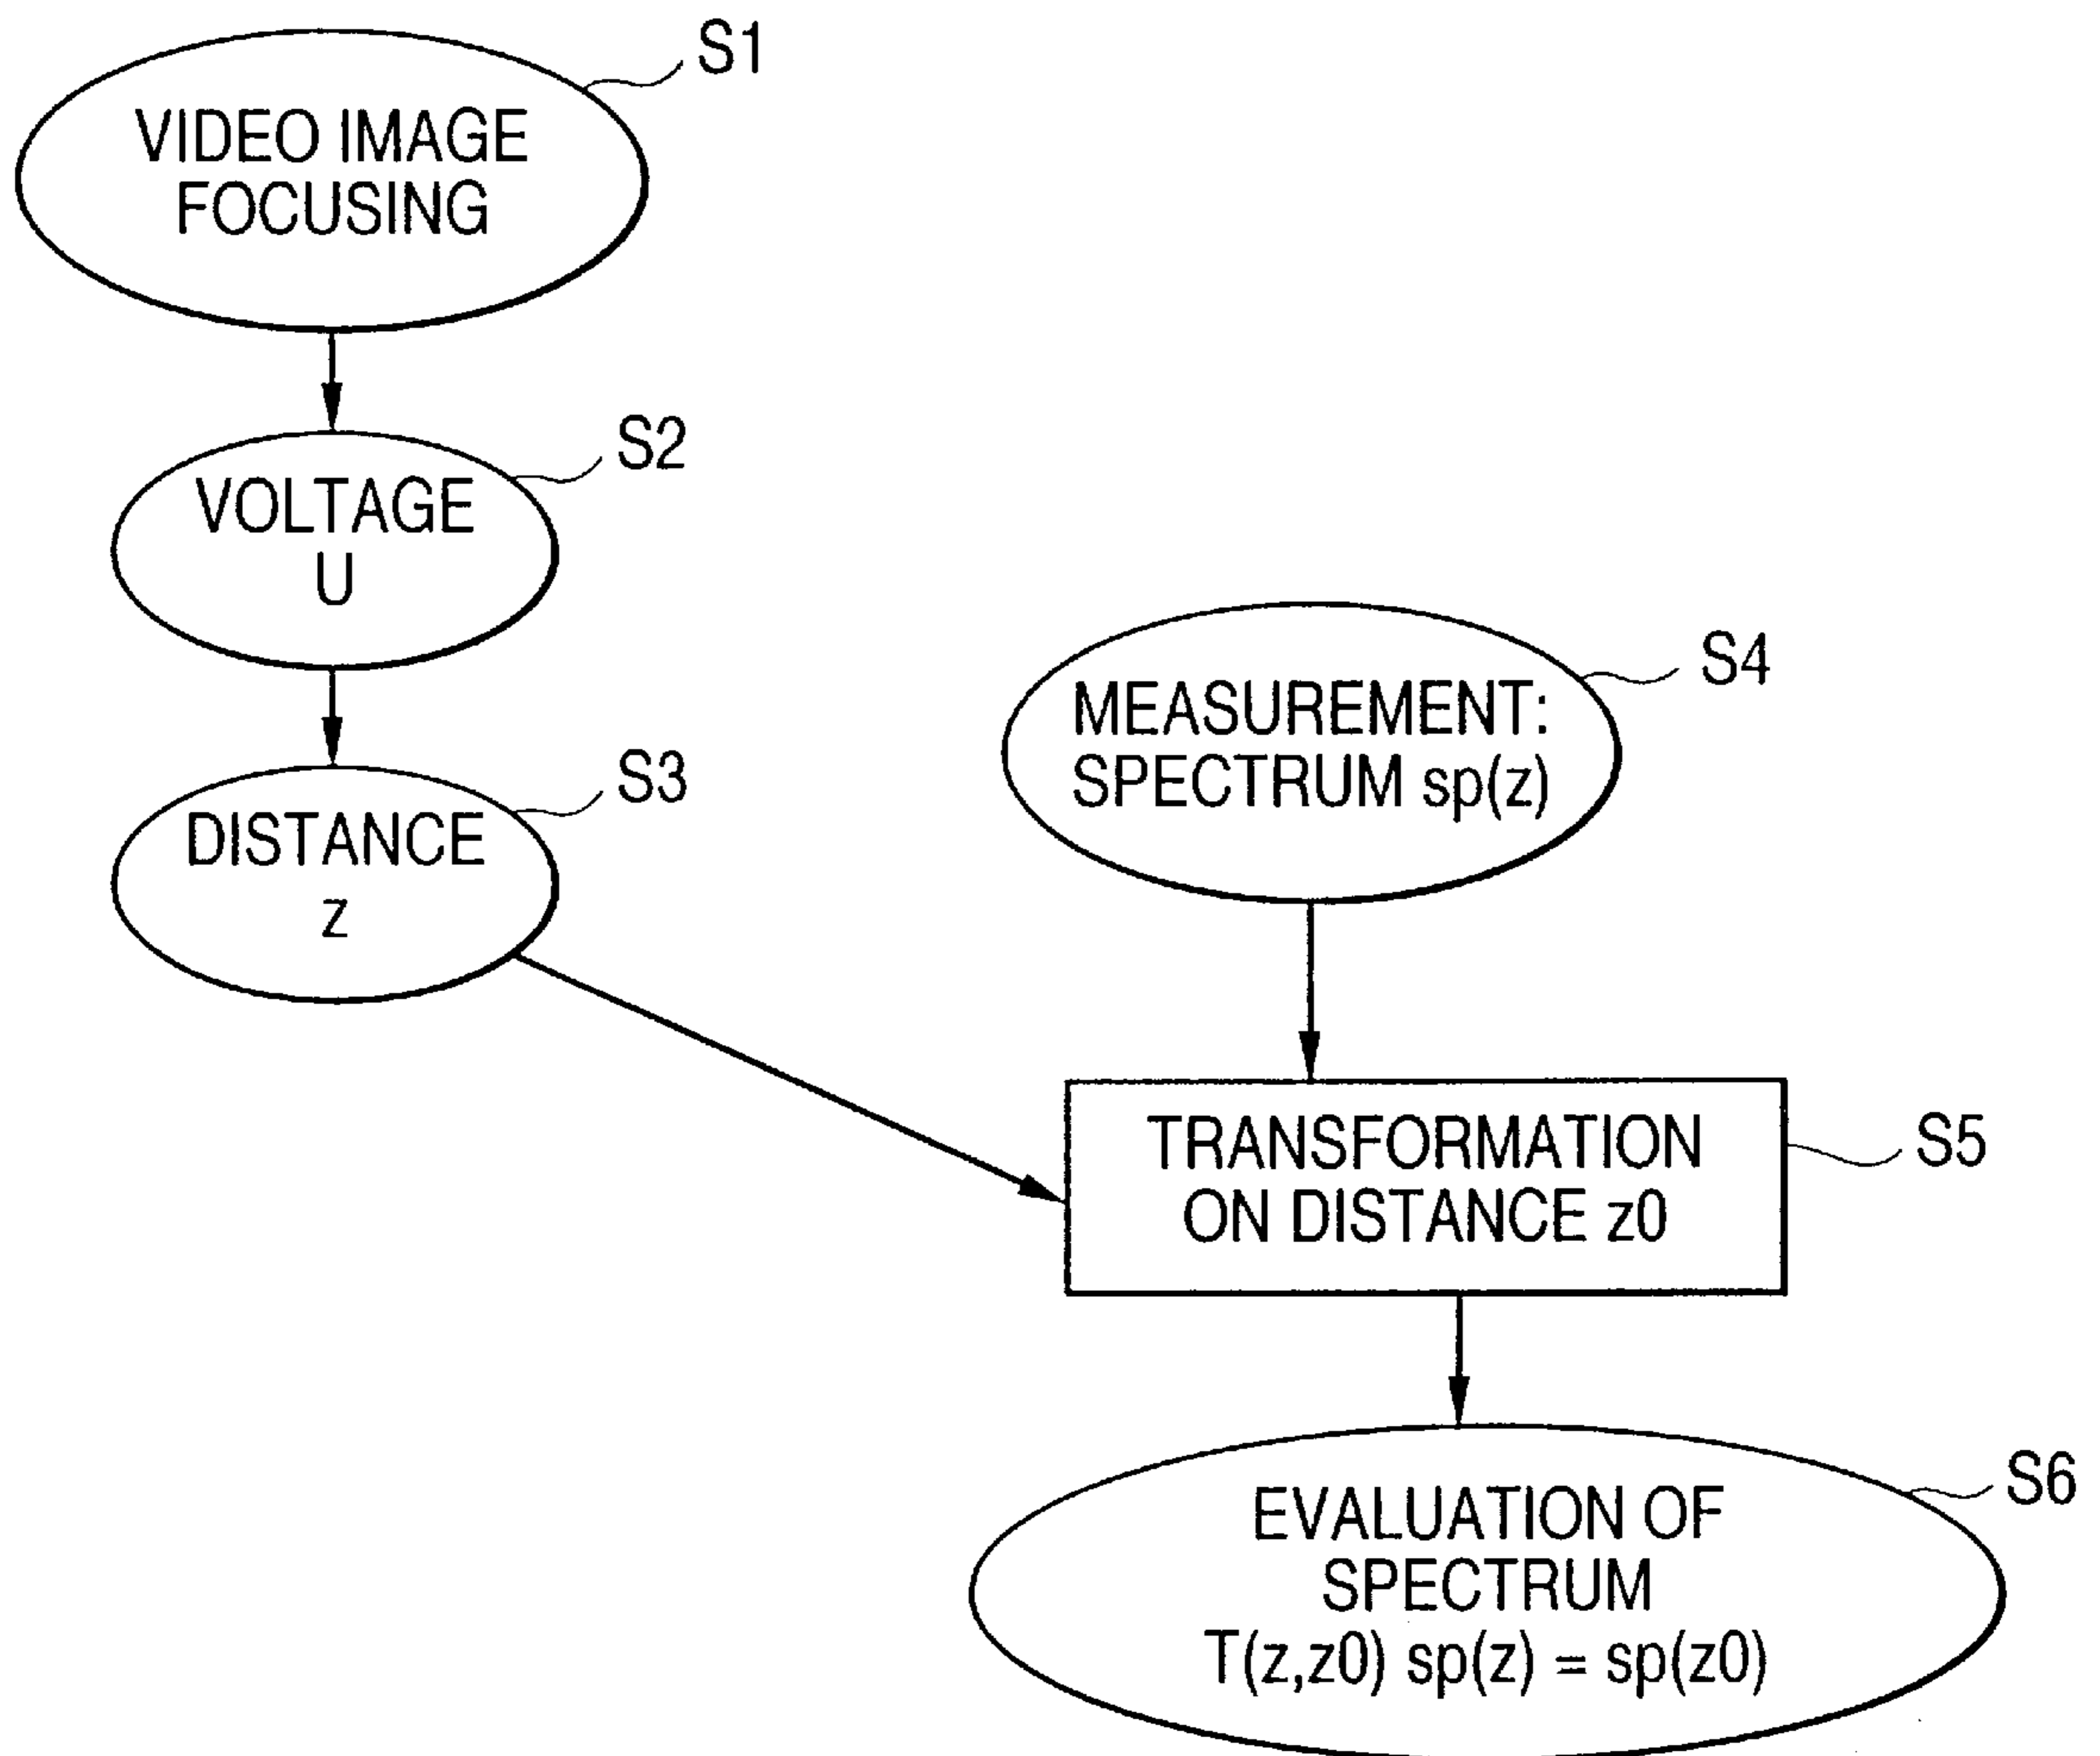 S1
VIDEO IMAGE
FOCUSING
S2
VOLTAGE
U
S3
DISTANCE
z
S4
MEASUREMENT:
SPECTRUM sp(z)
S5
TRANSFORMATION
ON DISTANCE z0
S6
EVALUATION OF
SPECTRUM
T(z,z0) sp(z) = sp(z0)